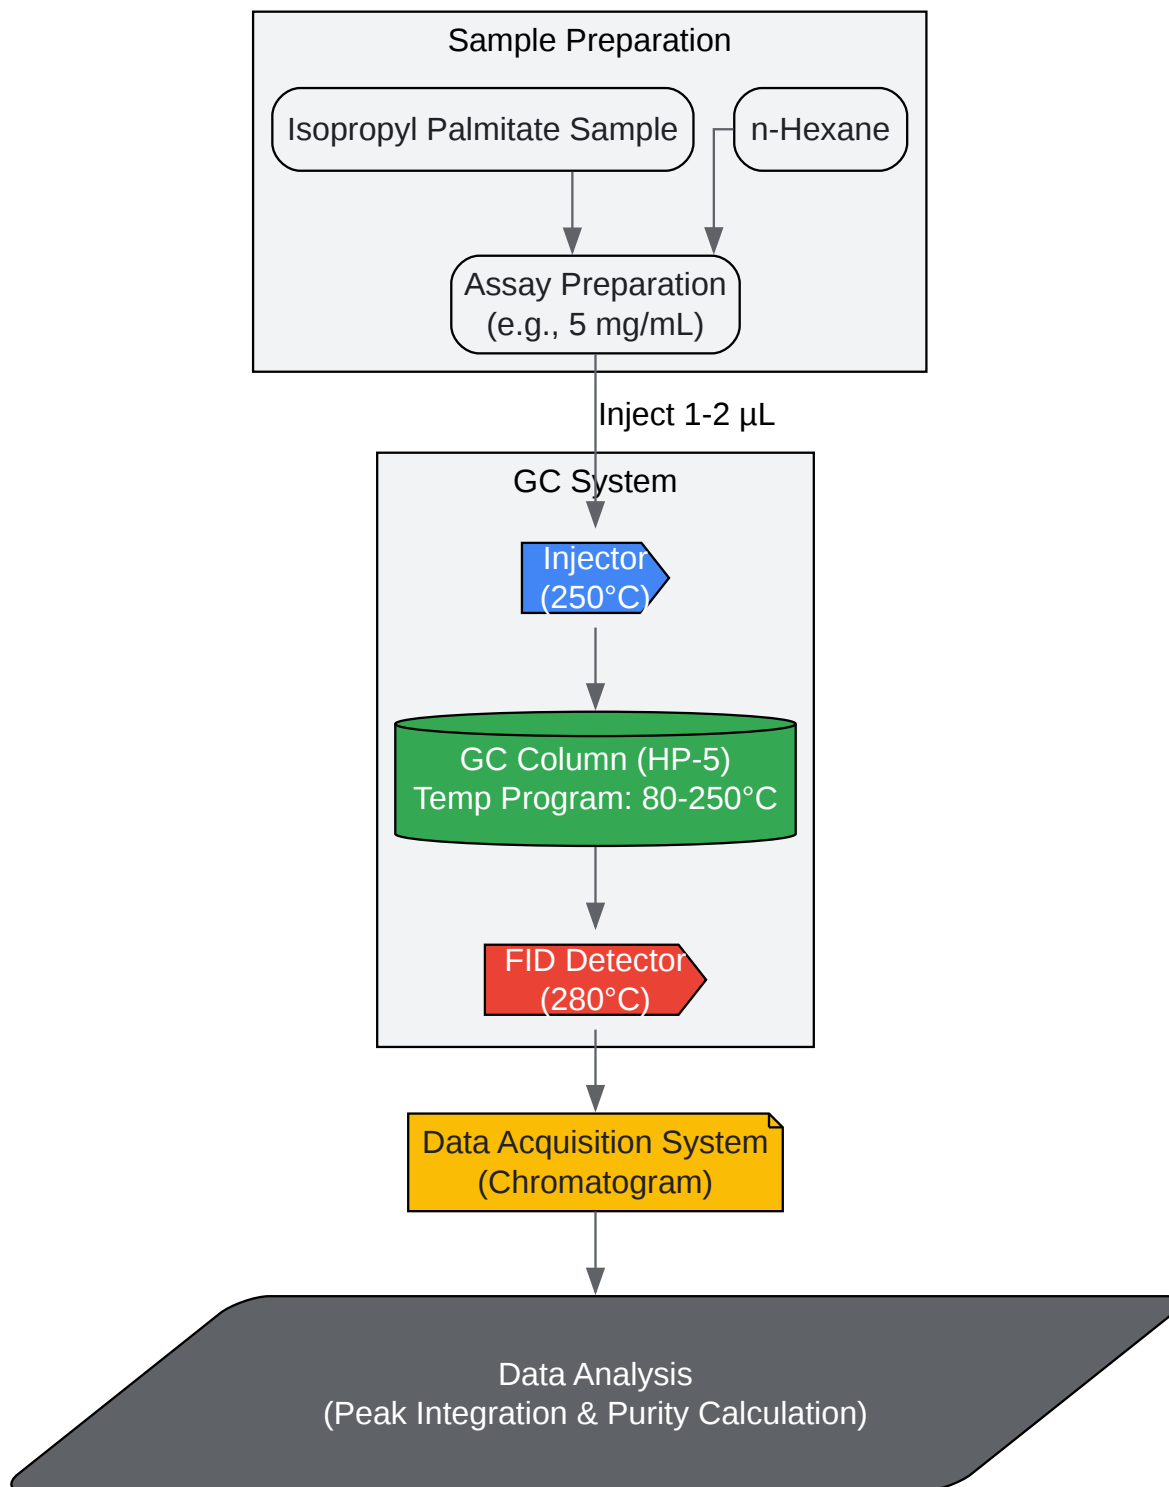 Sample Preparation
Isopropyl Palmitate Sample
n-Hexane
Assay Preparation
(e.g., 5 mg/mL)
Inject 1-2 µL
GC System
Injector
(250°C)
GC Column (HP-5)
Temp Program: 80-250°C
FID Detector
(280°C)
Data Acquisition System
(Chromatogram)
Data Analysis
(Peak Integration & Purity Calculation)